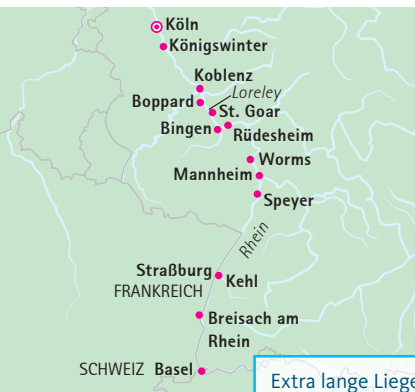 Köln
Königswinter
Koblenz
Loreley
Boppard
St. Goar
Bingen
Rüdesheim
Worms
Mannheim
Speyer
Rhein
Straßburg
Kehl
FRANKREICH
Breisach am
Rhein
SCHWEIZ Basel
Extra lange Liege